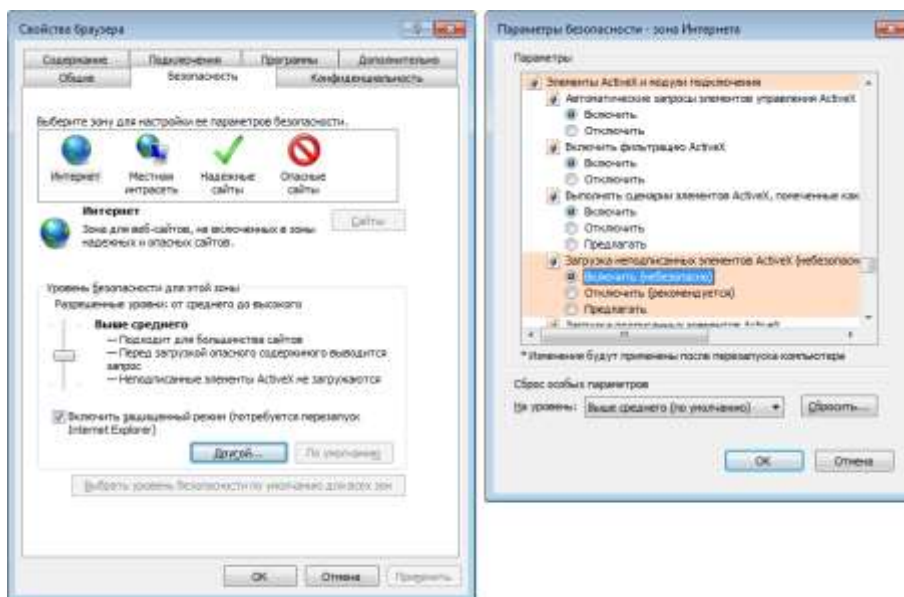 Свойства браузера
Содержание Подключения Программы Дополнительно
Общие Безопасность Конфиденциальность
Выберите зону для настройки ее параметров безопасности.
Интернет Местная интрасеть Надежные сайты Опасные сайты
Интернет
Сайты
Зона для веб-сайтов, не включенных в зоны
надежных и опасных сайтов.
Уровень безопасности для этой зоны
Разрешенные уровни: от среднего до высокого
Выше среднего
— Подходит для большинства сайтов
— Перед загрузкой опасного содержимого выводится
запрос
— Неподписанные элементы ActiveX не загружаются
Включить защищенный режим (потребуется перезапуск
Internet Explorer)
Другой... По умолчанию
Выбрать уровень безопасности по умолчанию для всех зон
OK Отмена Применить
Параметры безопасности - зона Интернета
Параметры
Элементы ActiveX и модули подключения
Автоматические запросы элементов управления ActiveX
Включить
Отключить
Включить фильтрацию ActiveX
Включить
Отключить
Выполнять сценарии элементов ActiveX, помеченные как
Включить
Отключить
Предлагать
Загрузка неподписанных элементов ActiveX (небезопасн
Включить (небезопасно)
Отключить (рекомендуется)
Предлагать
*Изменения будут применены после перезапуска компьютера
Сброс особых параметров
На уровень: Выше среднего (по умолчанию) Сбросить...
OK Отмена